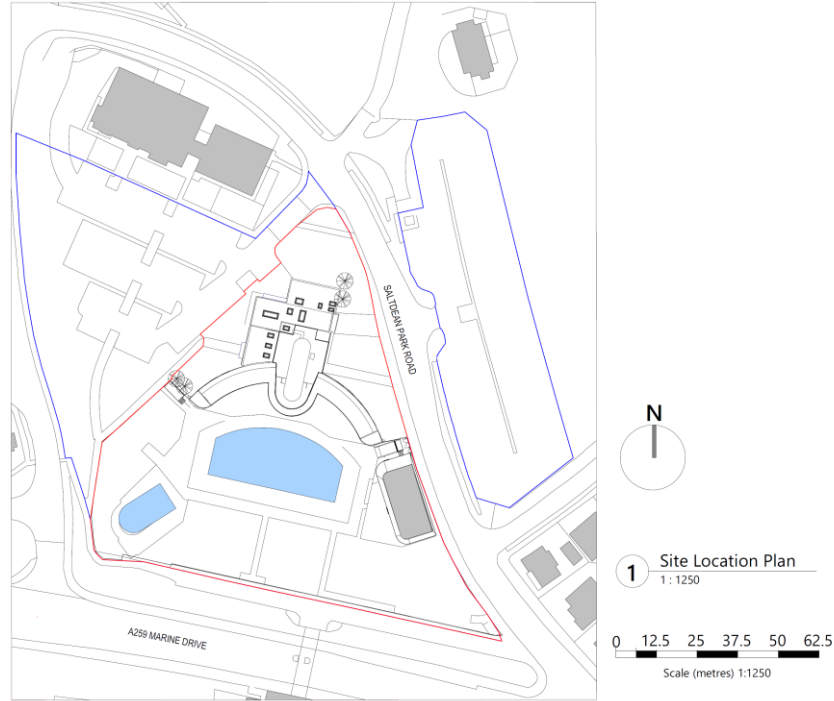 SALTDEAN PARK ROAD
A259 MARINE DRIVE
N
1 Site Location Plan
1 : 1250
0 12.5 25 37.5 50 62.5
Scale (metres) 1:1250